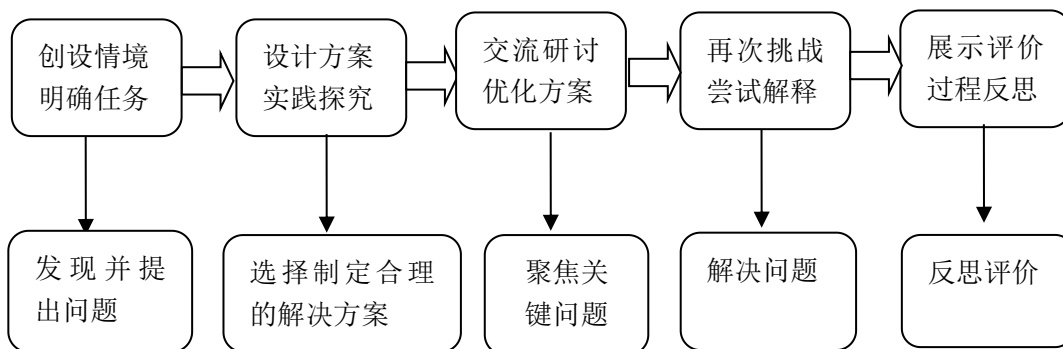 创设情境
明确任务
设计方案
实践探究
交流研讨
优化方案
再次挑战
尝试解释
展示评价
过程反思
发现并提
出问题
选择制定合理
的解决方案
聚焦关
键问题
解决问题
反思评价